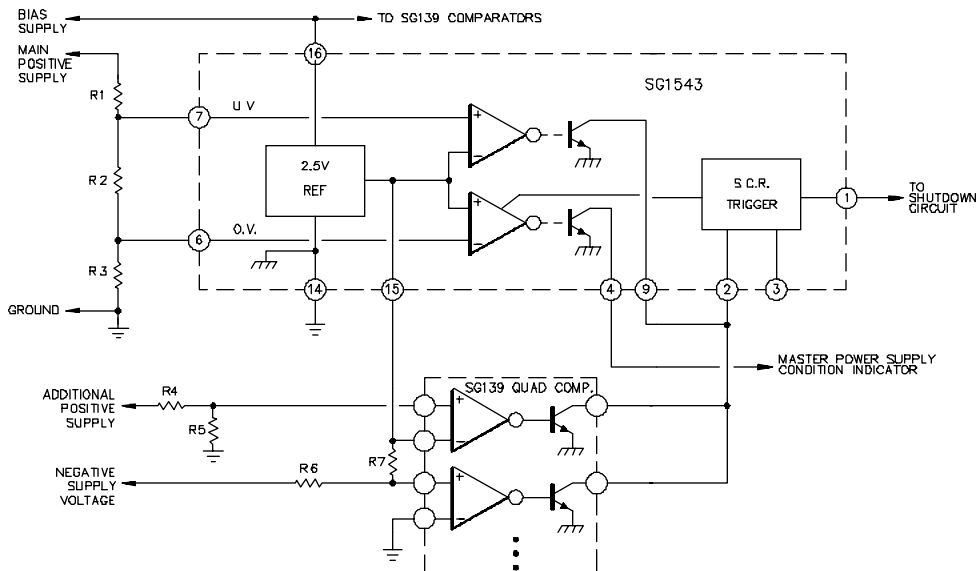 BIAS
SUPPLY
TO SG139 COMPARATORS
MAIN
POSITIVE
SUPPLY
16
SG1543
R1
7
U V
+
−
2.5V
REF
R2
S.C.R.
TRIGGER
1
TO
SHUTDOWN
CIRCUIT
+
−
6
O.V.
R3
14
15
4
9
2
3
GROUND
MASTER POWER SUPPLY
CONDITION INDICATOR
SG139 QUAD COMP.
ADDITIONAL
POSITIVE
SUPPLY
R4
R5
+
−
R7
NEGATIVE
SUPPLY
VOLTAGE
R6
+
−